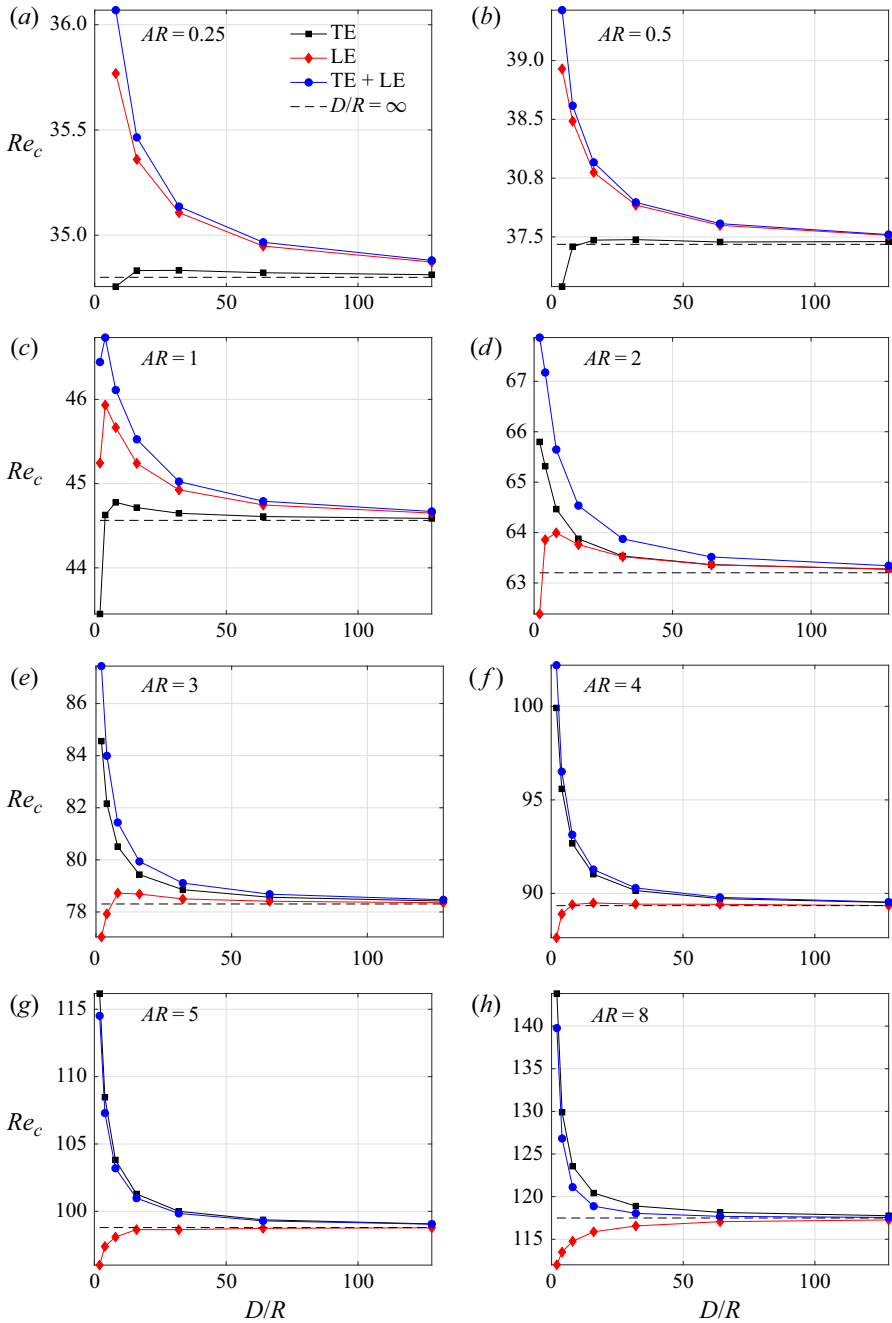 (a)
AR = 0.25
TE
LE
TE + LE
D/R = ∞
36.0
35.5
35.0
Re_c
0
50
100
(b)
AR = 0.5
39.0
38.5
30.8
37.5
0
50
100
(c)
AR = 1
46
45
44
Re_c
0
50
100
(d)
AR = 2
67
66
65
64
63
0
50
100
(e)
AR = 3
86
84
82
80
78
Re_c
0
50
100
(f)
AR = 4
100
95
90
0
50
100
(g)
AR = 5
115
110
105
100
Re_c
0
50
100
D/R
(h)
AR = 8
140
135
130
125
120
115
0
50
100
D/R